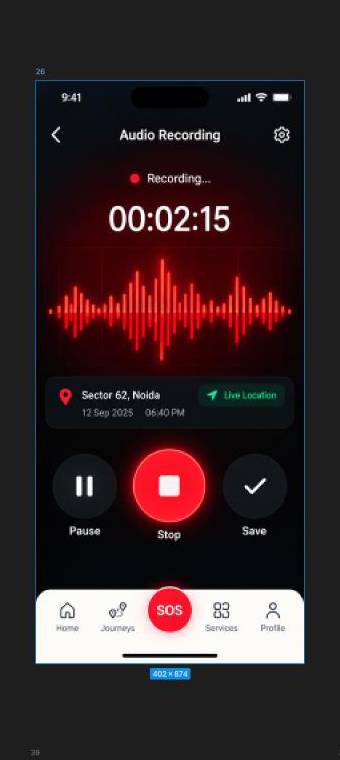 26
9:41
Audio Recording
Recording...
00:02:15
Sector 62, Noida
Live Location
12 Sep 2025 06:40 PM
Pause
Stop
Save
SOS
Home
Journeys
Services
Profile
402 × 874
39